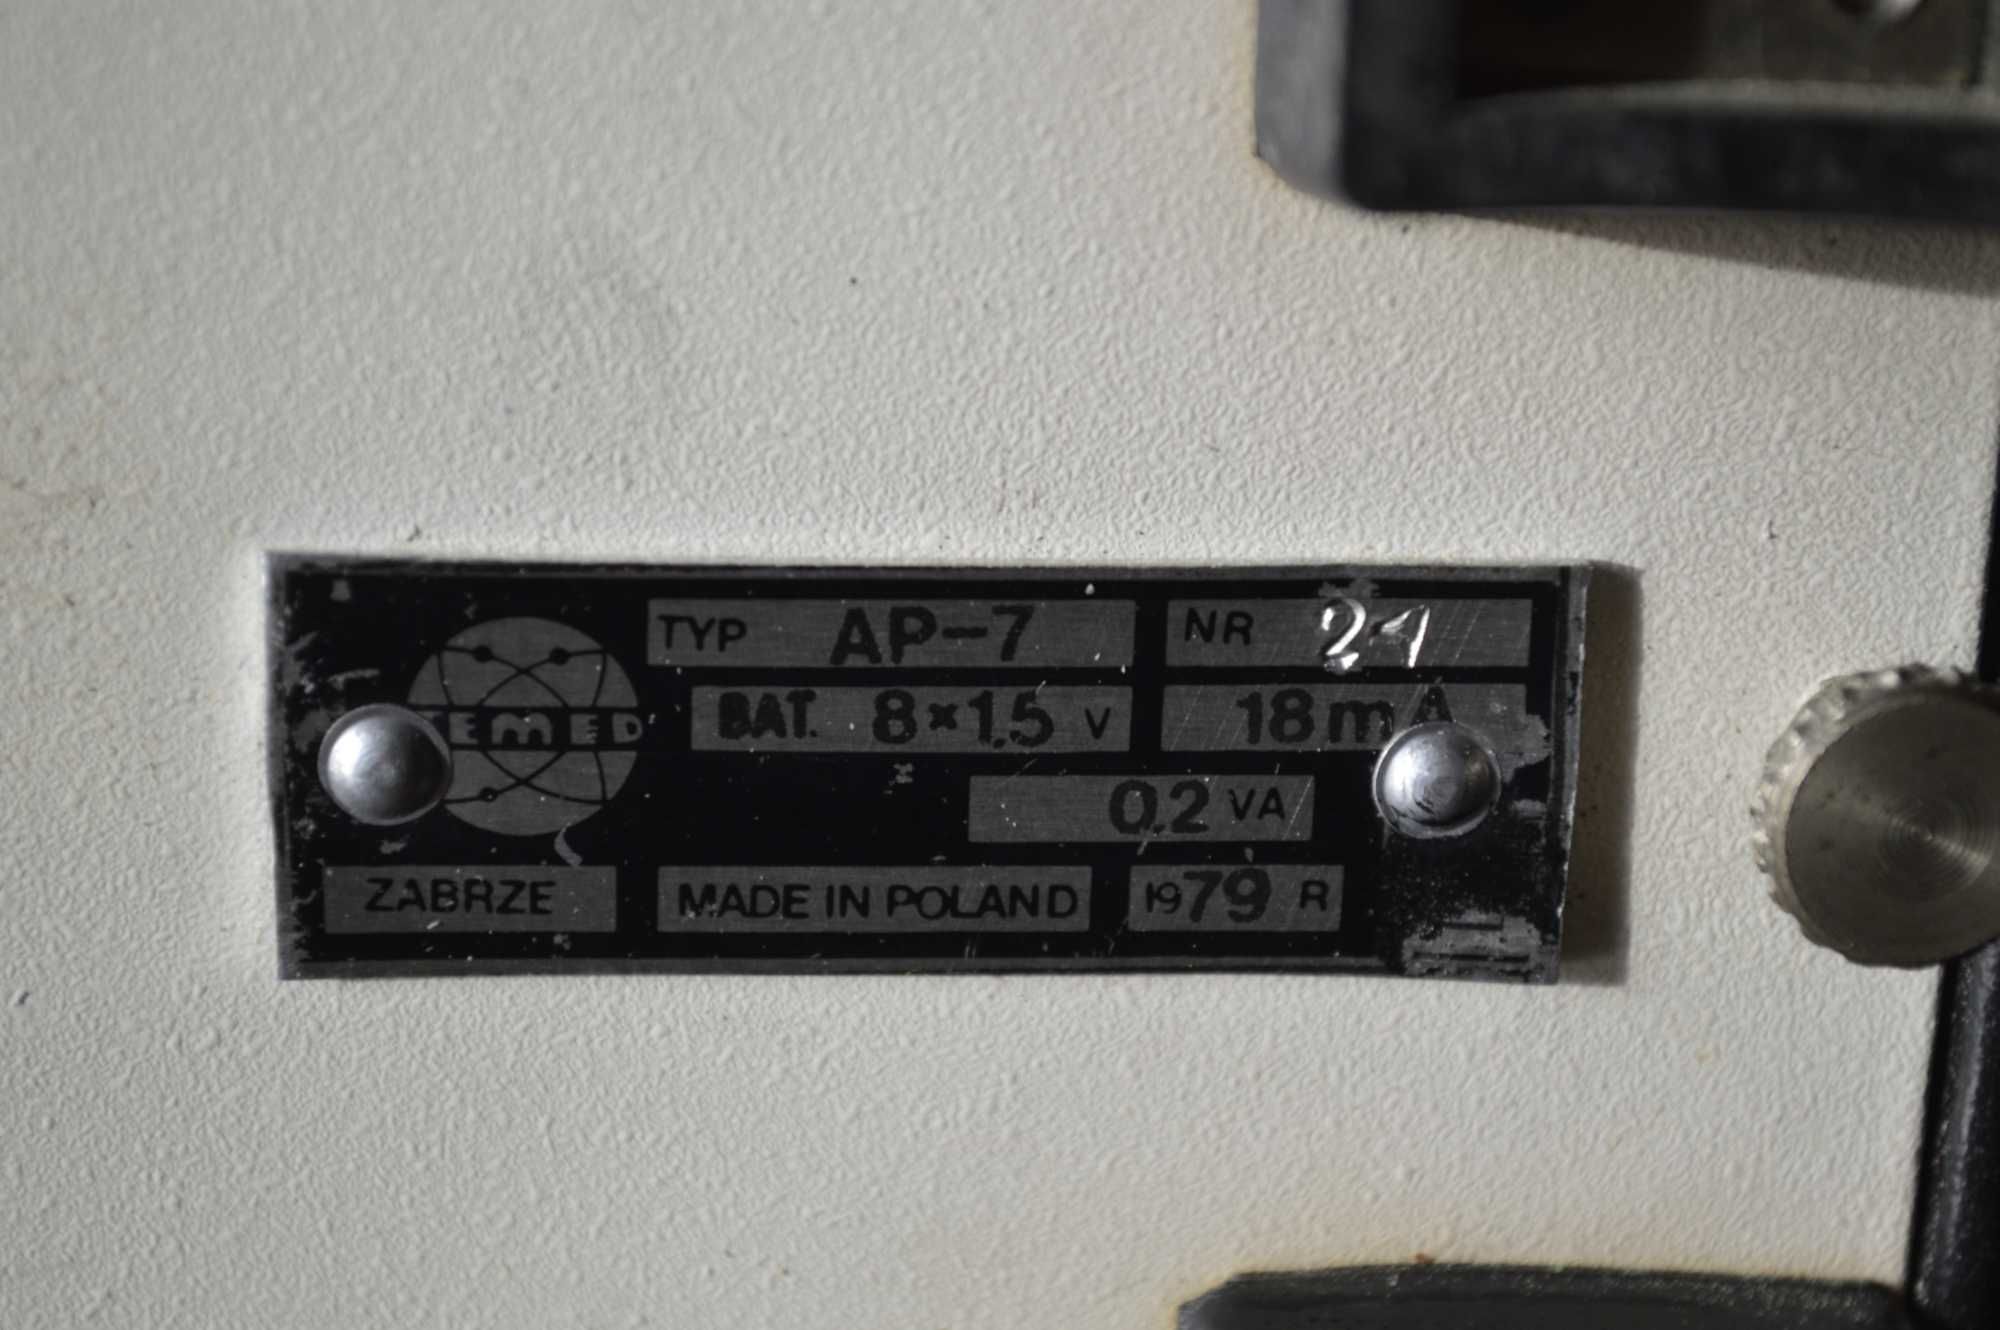 TYP AP-7 NR 21
TEMED BAT. 8×1.5 V 18 mA
0.2 VA
ZABRZE MADE IN POLAND 1979 R